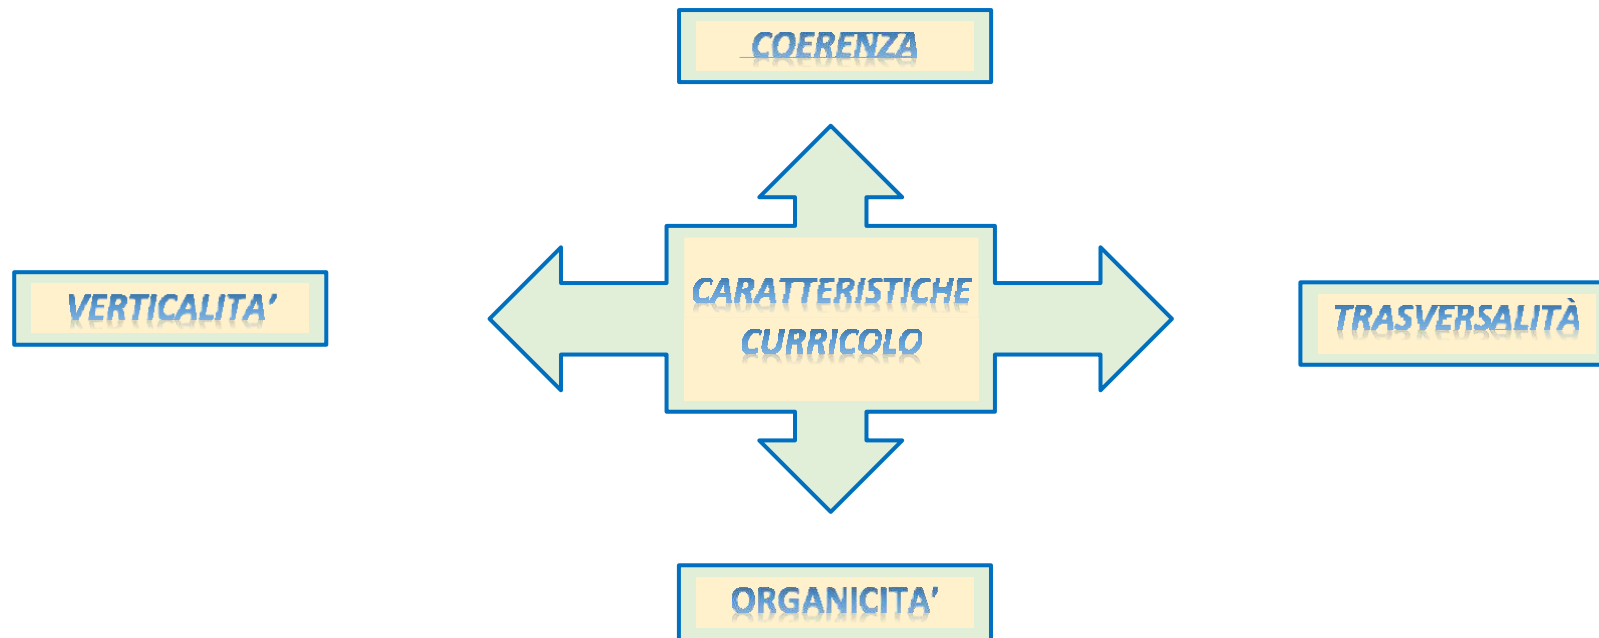 COERENZA
CARATTERISTICHE
CURRICOLO
VERTICALITA’
TRASVERSALITÀ
ORGANICITA’